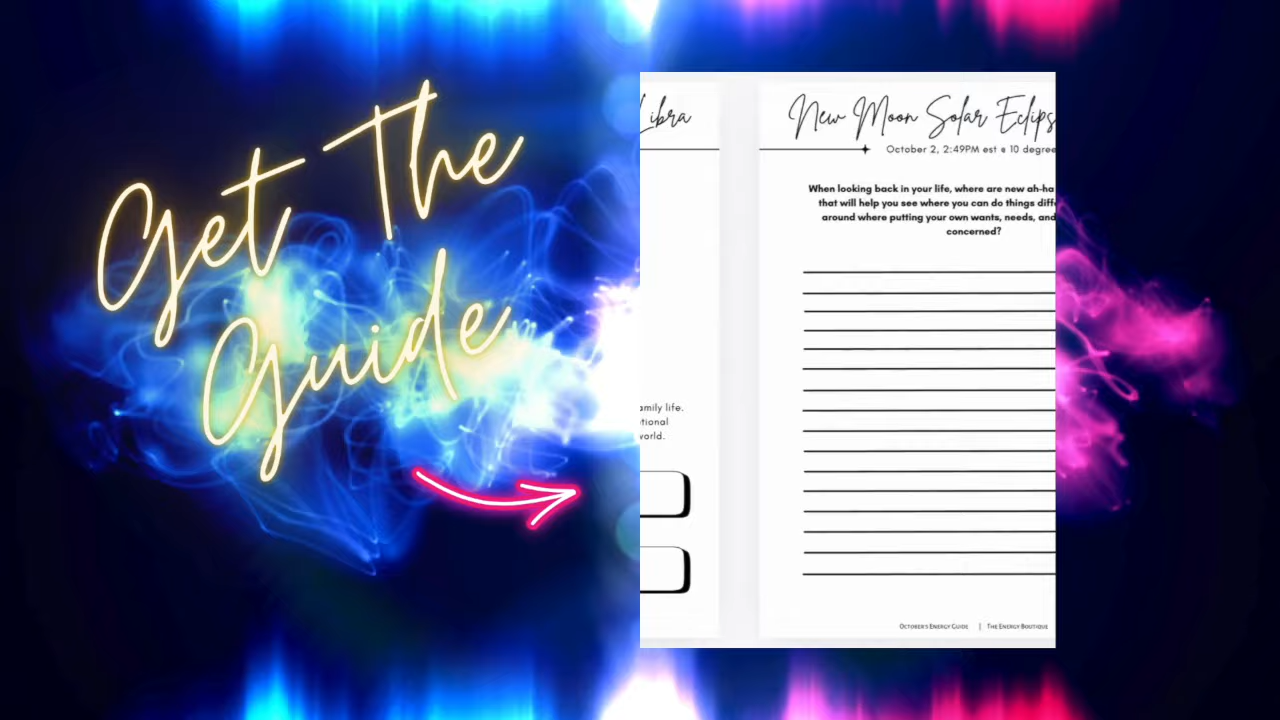 Get The
Guide
Libra
amily life.
world.
New Moon Solar Eclips
October 2, 2:49PM est @ 10 degree
When looking back in your life, where are new ah-ha
that will help you see where you can do things diff
around where putting your own wants, needs, and
concerned?
October's Energy Guide | The Energy Boutique